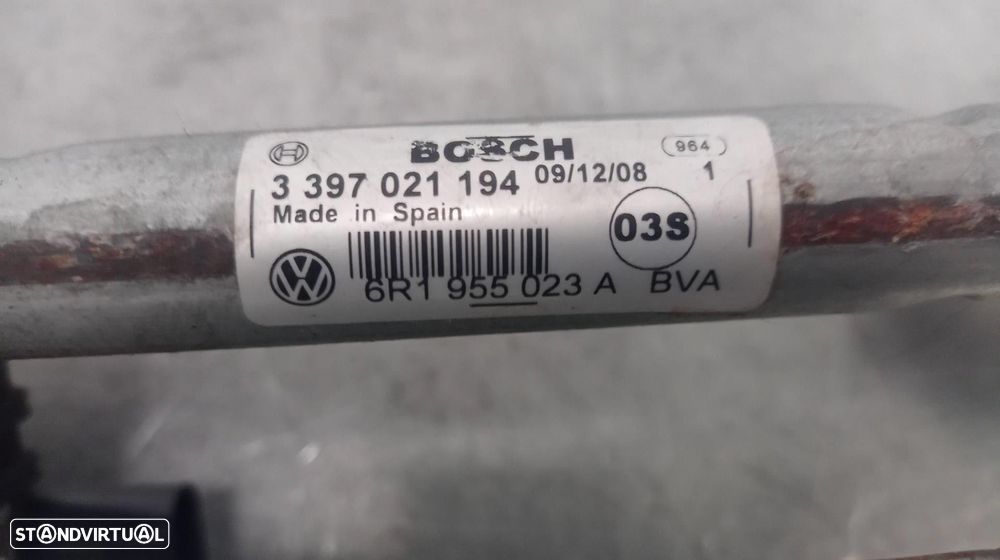 BOSCH
964
3 397 021 194 09/12/08 1
Made in Spain
03S
6R1 955 023 A BVA
STANDVIRTUAL